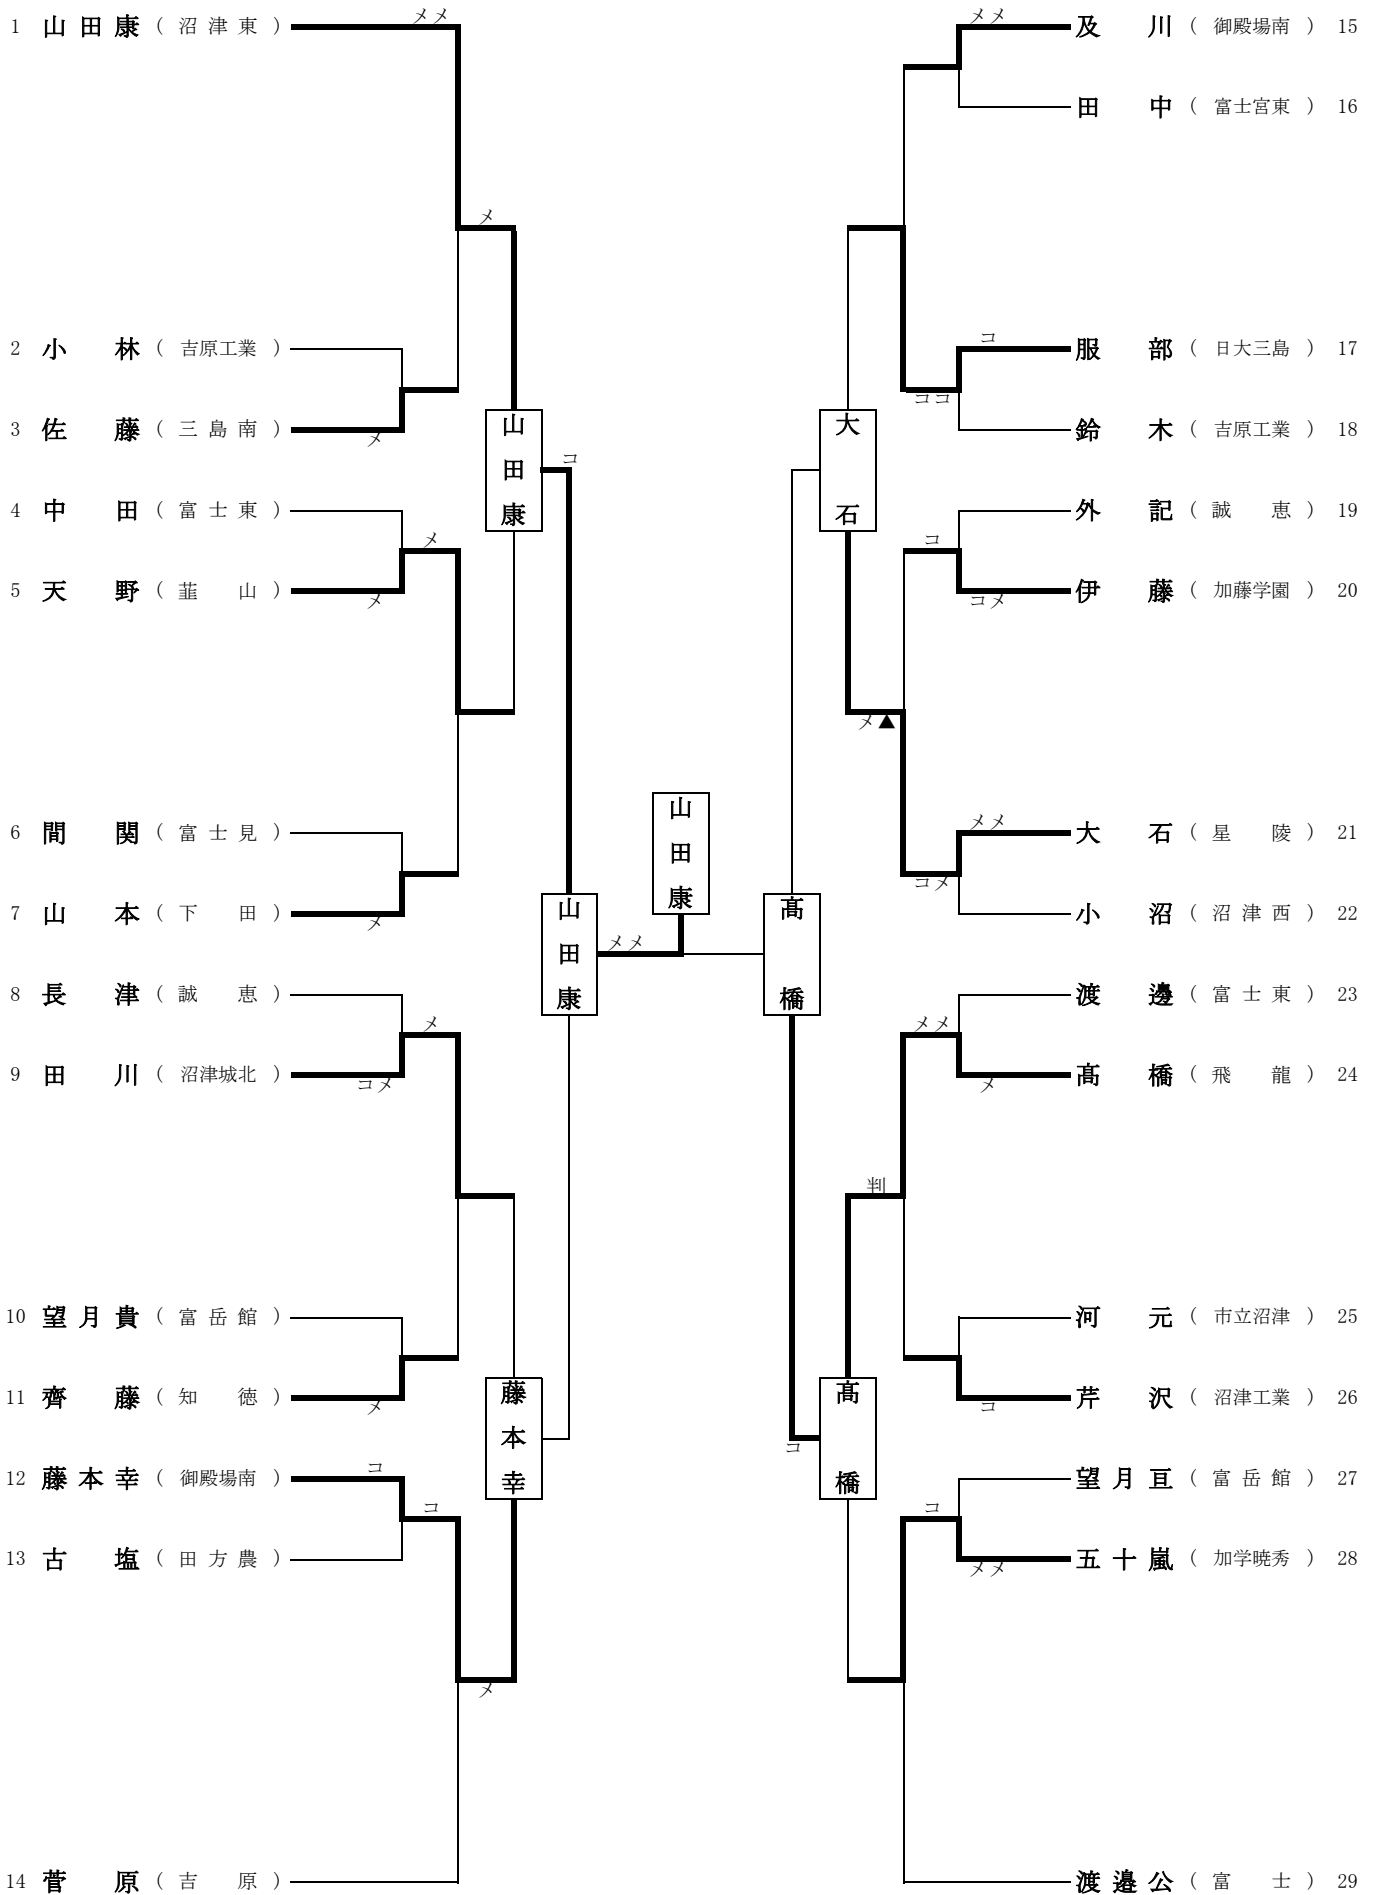 1 山田康 ( 沼津東 )
メメ
メ
2 小林 ( 吉原工業 )
3 佐藤 ( 三島南 )
メ
4 中田 ( 富士東 )
メ
5 天野 ( 韮山 )
メ
6 間関 ( 富士見 )
7 山本 ( 下田 )
メ
8 長津 ( 誠恵 )
メ
9 田川 ( 沼津城北 )
コメ
10 望月貴 ( 富岳館 )
11 齊藤 ( 知徳 )
メ
コ
12 藤本幸 ( 御殿場南 )
コ
13 古塩 ( 田方農 )
メ
14 菅原 ( 吉原 )
山田康
コ
藤本幸
山田康
メメ
山田康
髙橋
コ
大石
髙橋
メメ
及川 ( 御殿場南 ) 15
田中 ( 富士宮東 ) 16
コ
服部 ( 日大三島 ) 17
ココ
鈴木 ( 吉原工業 ) 18
外記 ( 誠恵 ) 19
コ
伊藤 ( 加藤学園 ) 20
コメ
メ▲
メメ
大石 ( 星陵 ) 21
コメ
小沼 ( 沼津西 ) 22
渡邊 ( 富士東 ) 23
メメ
髙橋 ( 飛龍 ) 24
メ
判
河元 ( 市立沼津 ) 25
芹沢 ( 沼津工業 ) 26
コ
望月亘 ( 富岳館 ) 27
コ
五十嵐 ( 加学暁秀 ) 28
メメ
渡邉公 ( 富士 ) 29